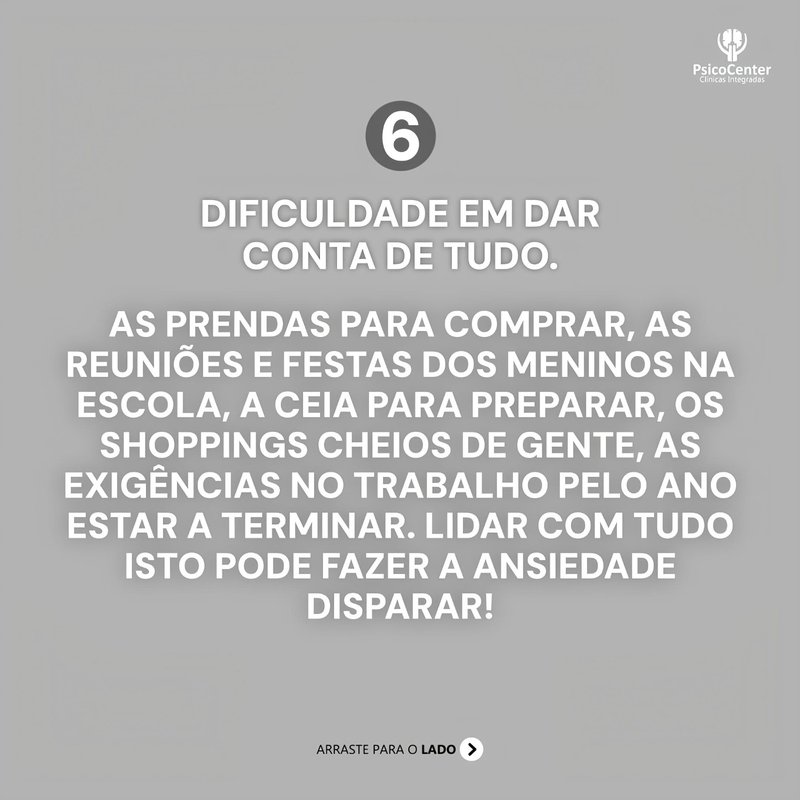 PsicoCenter
Clínicas Integradas
6
DIFICULDADE EM DAR
CONTA DE TUDO.
AS PRENDAS PARA COMPRAR, AS
REUNIÕES E FESTAS DOS MENINOS NA
ESCOLA, A CEIA PARA PREPARAR, OS
SHOPPINGS CHEIOS DE GENTE, AS
EXIGÊNCIAS NO TRABALHO PELO ANO
ESTAR A TERMINAR. LIDAR COM TUDO
ISTO PODE FAZER A ANSIEDADE
DISPARAR!
ARRASTE PARA O LADO